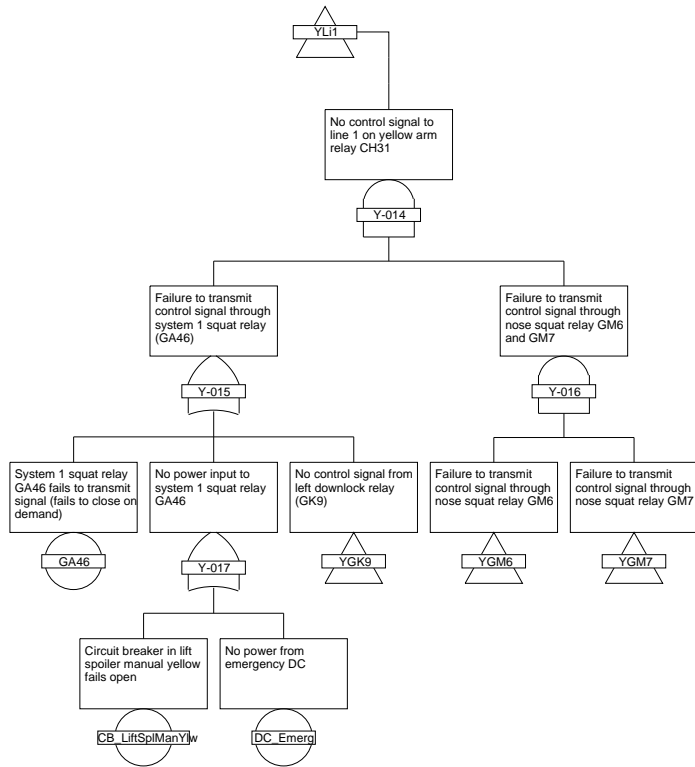 YLi1
No control signal to
line 1 on yellow arm
relay CH31
Y-014
Failure to transmit
control signal through
system 1 squat relay
(GA46)
Y-015
Failure to transmit
control signal through
nose squat relay GM6
and GM7
Y-016
System 1 squat relay
GA46 fails to transmit
signal (fails to close on
demand)
GA46
No power input to
system 1 squat relay
GA46
Y-017
No control signal from
left downlock relay
(GK9)
YGK9
Failure to transmit
control signal through
nose squat relay GM6
YGM6
Failure to transmit
control signal through
nose squat relay GM7
YGM7
Circuit breaker in lift
spoiler manual yellow
fails open
CB_LiftSplManYlw
No power from
emergency DC
DC_Emerg